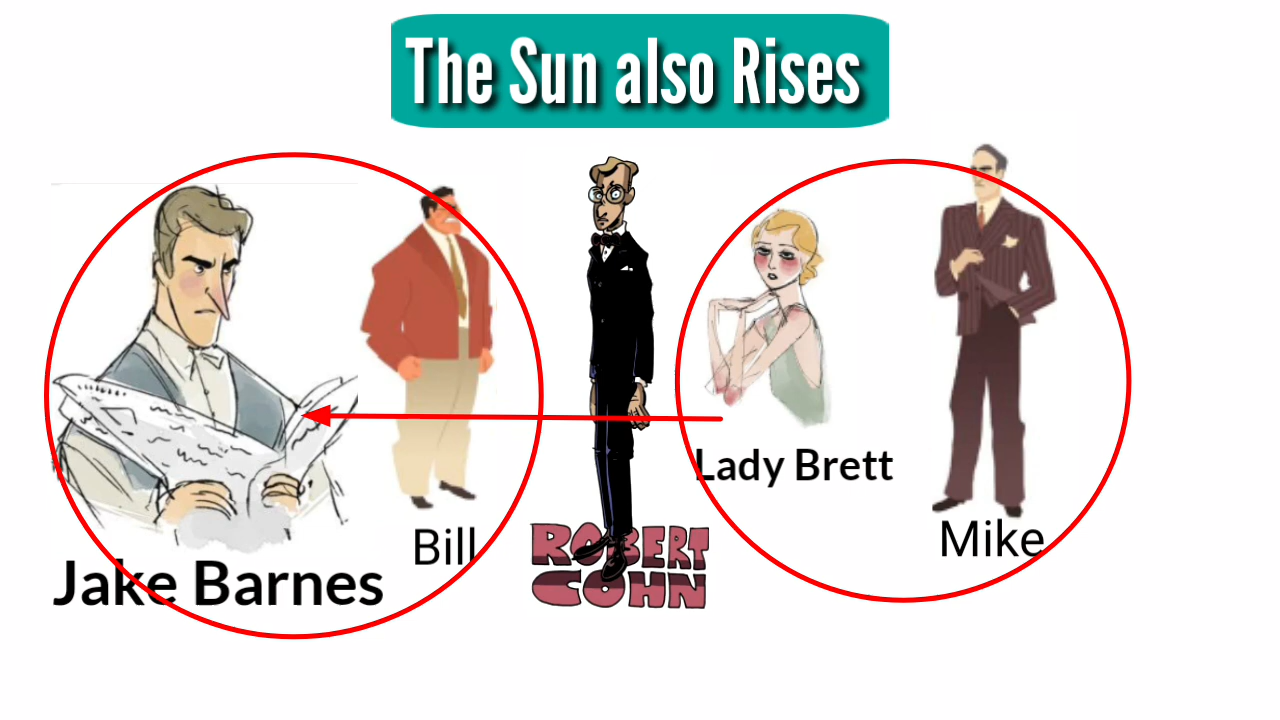 The Sun also Rises
Jake Barnes
Bill
ROBERT
COHN
Lady Brett
Mike